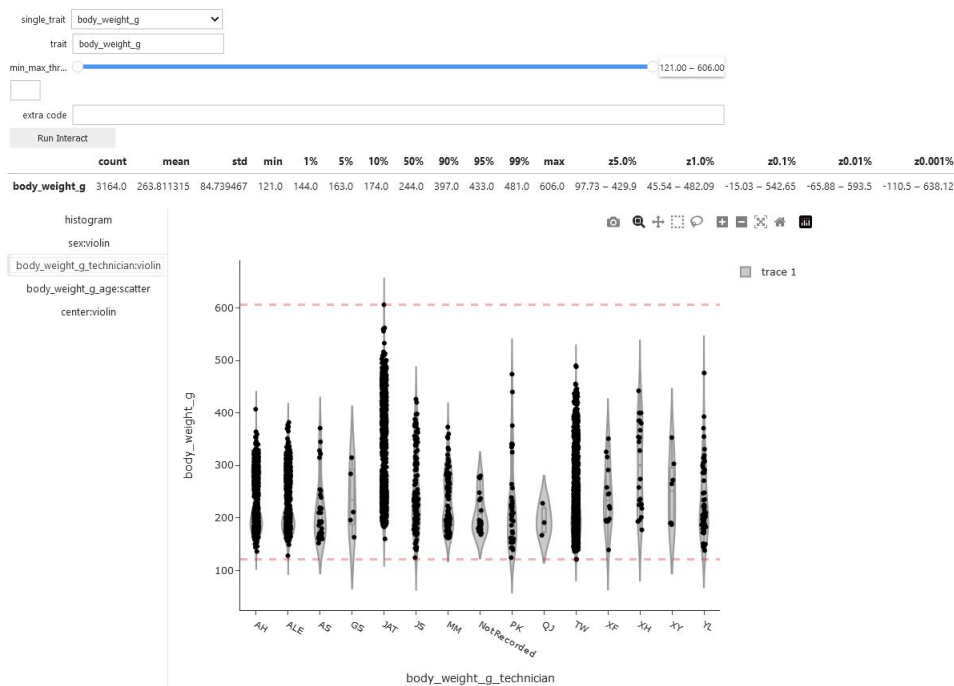 single_trait body_weight_g
trait body_weight_g
min_max_thr... 121.00 – 606.00
extra code
Run Interact
count mean std min 1% 5% 10% 50% 90% 95% 99% max z5.0% z1.0% z0.1% z0.01% z0.001%
body_weight_g 3164.0 263.811315 84.739467 121.0 144.0 163.0 174.0 244.0 397.0 433.0 481.0 606.0 97.73 – 429.9 45.54 – 482.09 -15.03 – 542.65 -65.88 – 593.5 -110.5 – 638.12
histogram
sex:violin
body_weight_g_technician:violin
body_weight_g_age:scatter
center:violin
trace 1
600
500
400
300
200
100
body_weight_g
AH ALE AS GS JAT JS MM NotRecorded PK QJ TW XF XH XY YL
body_weight_g_technician